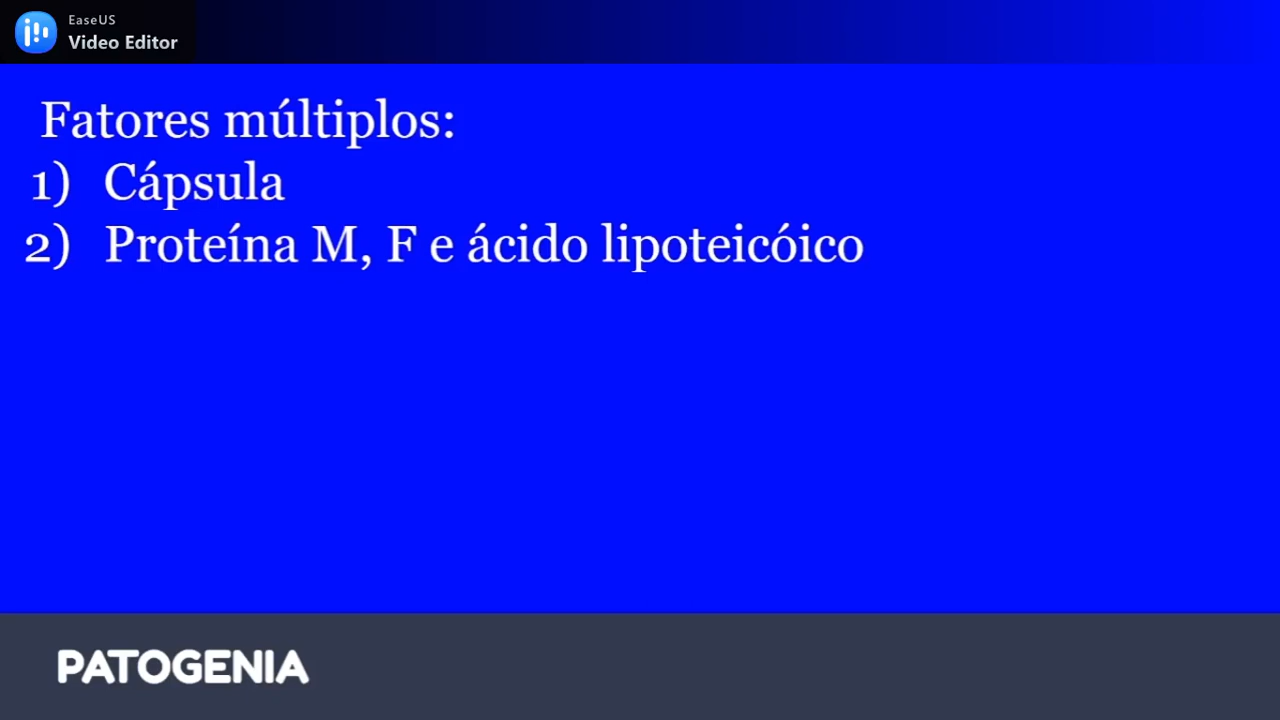 EaseUS
Video Editor
Fatores múltiplos:
1) Cápsula
2) Proteína M, F e ácido lipoteicóico
PATOGENIA